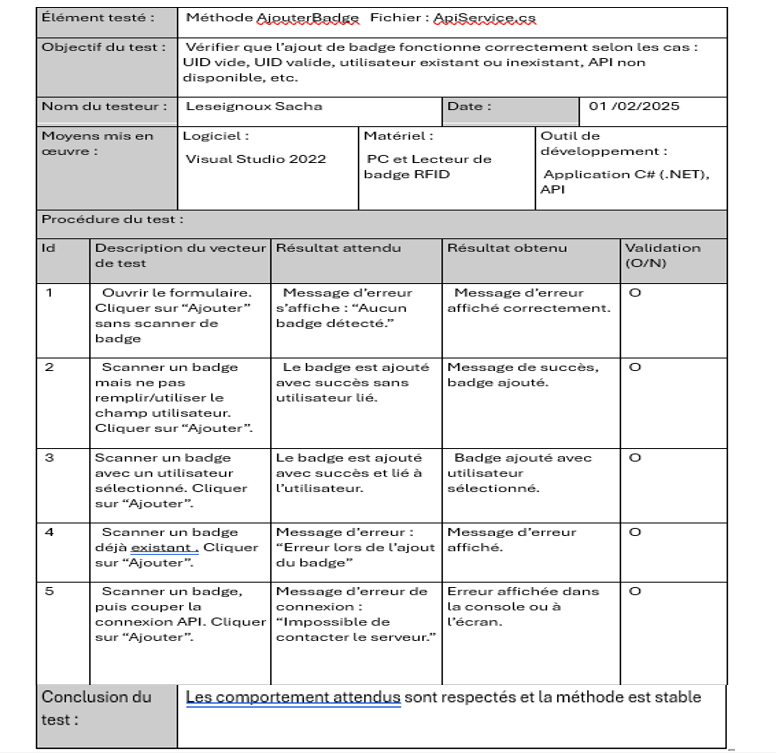 Élément testé : Méthode AjouterBadge Fichier : ApiService.cs
Objectif du test : Vérifier que l'ajout de badge fonctionne correctement selon les cas :
UID vide, UID valide, utilisateur existant ou inexistant, API non
disponible, etc.
Nom du testeur : Leseignoux Sacha Date : 01 /02/2025
Moyens mis en
œuvre :
Logiciel :
Visual Studio 2022
Matériel :
PC et Lecteur de
badge RFID
Outil de
développement :
Application C# (.NET),
API
Procédure du test :
Id
Description du vecteur
de test
Résultat attendu
Résultat obtenu
Validation
(O/N)
1
Ouvrir le formulaire.
Cliquer sur “Ajouter”
sans scanner de
badge
Message d'erreur
s'affiche : “Aucun
badge détecté.”
Message d'erreur
affiché correctement.
O
2
Scanner un badge
mais ne pas
remplir/utiliser le
champ utilisateur.
Cliquer sur “Ajouter”.
Le badge est ajouté
avec succès sans
utilisateur lié.
Message de succès,
badge ajouté.
O
3
Scanner un badge
avec un utilisateur
sélectionné. Cliquer
sur “Ajouter”.
Le badge est ajouté
avec succès et lié à
l'utilisateur.
Badge ajouté avec
utilisateur
sélectionné.
O
4
Scanner un badge
déjà existant . Cliquer
sur “Ajouter”.
Message d'erreur :
“Erreur lors de l'ajout
du badge”
Message d'erreur
affiché.
O
5
Scanner un badge,
puis couper la
connexion API. Cliquer
sur “Ajouter”.
Message d'erreur de
connexion :
“Impossible de
contacter le serveur.”
Erreur affichée dans
la console ou à
l'écran.
O
Conclusion du
test :
Les comportement attendus sont respectés et la méthode est stable